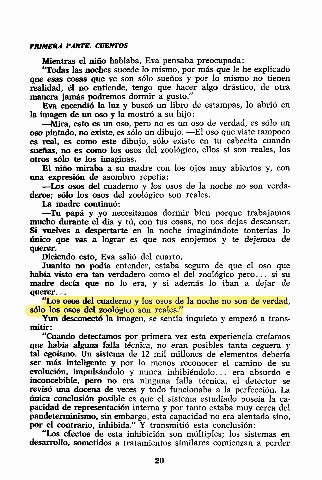 PRIMERA PARTE. CUENTOS
Mientras el niño hablaba, Eva pensaba preocupada:
"Todas las noches sucede lo mismo, por más que le he explicado
que esas cosas que ve son sólo sueños y por lo mismo no tienen
realidad, él no entiende, tengo que hacer algo drástico, de otra
manera jamás podremos dormir a gusto."
Eva encendió la luz y buscó un libro de estampas, lo abrió en
la imagen de un oso y la mostró a su hijo:
—Mira, esto es un oso, pero no es un oso de verdad, es sólo un
oso pintado, no existe, es sólo un dibujo. —El oso que viste tampoco
es real, es como este dibujo, sólo existe en tu cabecita cuando
sueñas, no es como los osos del zoológico, ellos sí son reales, los
otros sólo te los imaginas.
El niño miraba a su madre con los ojos muy abiertos y, con
una expresión de asombro repetía:
—Los osos del cuaderno y los osos de la noche no son verda-
deros; sólo los osos del zoológico son reales.
La madre continuó:
—Tu papá y yo necesitamos dormir bien porque trabajamos
mucho durante el día y tú, con tus cosas, no nos dejas descansar.
Si vuelves a despertarte en la noche imaginándote tonterías lo
único que vas a lograr es que nos enojemos y te dejemos de
querer.
Diciendo esto, Eva salió del cuarto.
Juanito no podía entender, estaba seguro de que el oso que
había visto era tan verdadero como el del zoológico pero... si su
madre decía que no lo era, y si además lo iban a dejar de
querer...
"Los osos del cuaderno y los osos de la noche no son de verdad,
sólo los osos del zoológico son reales."
Yun desconectó la imagen, se sentía inquieto y empezó a trans-
mitir:
"Cuando detectamos por primera vez esta experiencia creíamos
que había alguna falla técnica, no eran posibles tanta ceguera y
tal egoísmo. Un sistema de 12 mil millones de elementos debería
ser más inteligente y por lo menos reconocer el camino de su
evolución, impulsándolo y nunca inhibiéndolo... era absurdo e
inconcebible, pero no era ninguna falla técnica, el detector se
revisó una docena de veces y todo funcionaba a la perfección. La
única conclusión posible es que el sistema estudiado poseía la ca-
pacidad de representación interna y por tanto estaba muy cerca del
pandeterminismo, sin embargo, esta capacidad no era alentada sino,
por el contrario, inhibida." Y transmitió esta conclusión:
"Los efectos de esta inhibición son múltiples; los sistemas en
desarrollo, sometidos a tratamientos similares comienzan a perder
20